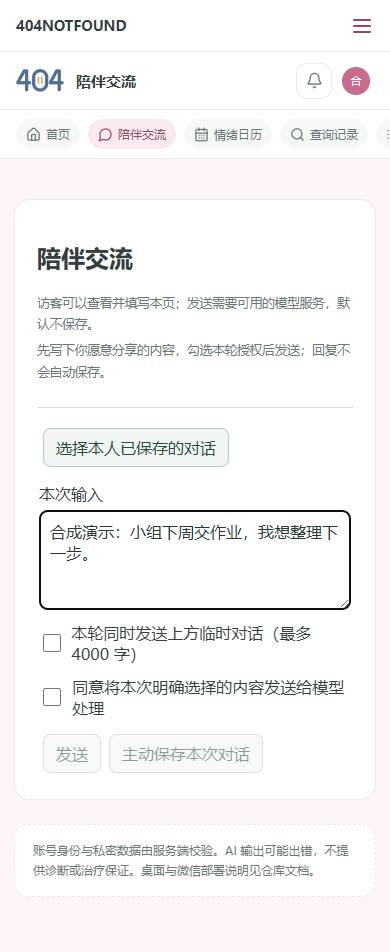 404NOTFOUND
404 陪伴交流
合
首页 陪伴交流 情绪日历 查询记录
陪伴交流
访客可以查看并填写本页；发送需要可用的模型服务，默
认不保存。
先写下你愿意分享的内容，勾选本轮授权后发送；回复不
会自动保存。
选择本人已保存的对话
本次输入
合成演示：小组下周交作业，我想整理下
一步。
本轮同时发送上方临时对话（最多
4000 字）
同意将本次明确选择的内容发送给模型
处理
发送 主动保存本次对话
账号身份与私密数据由服务端校验。AI 输出可能出错，不提
供诊断或治疗保证。桌面与微信部署说明见仓库文档。